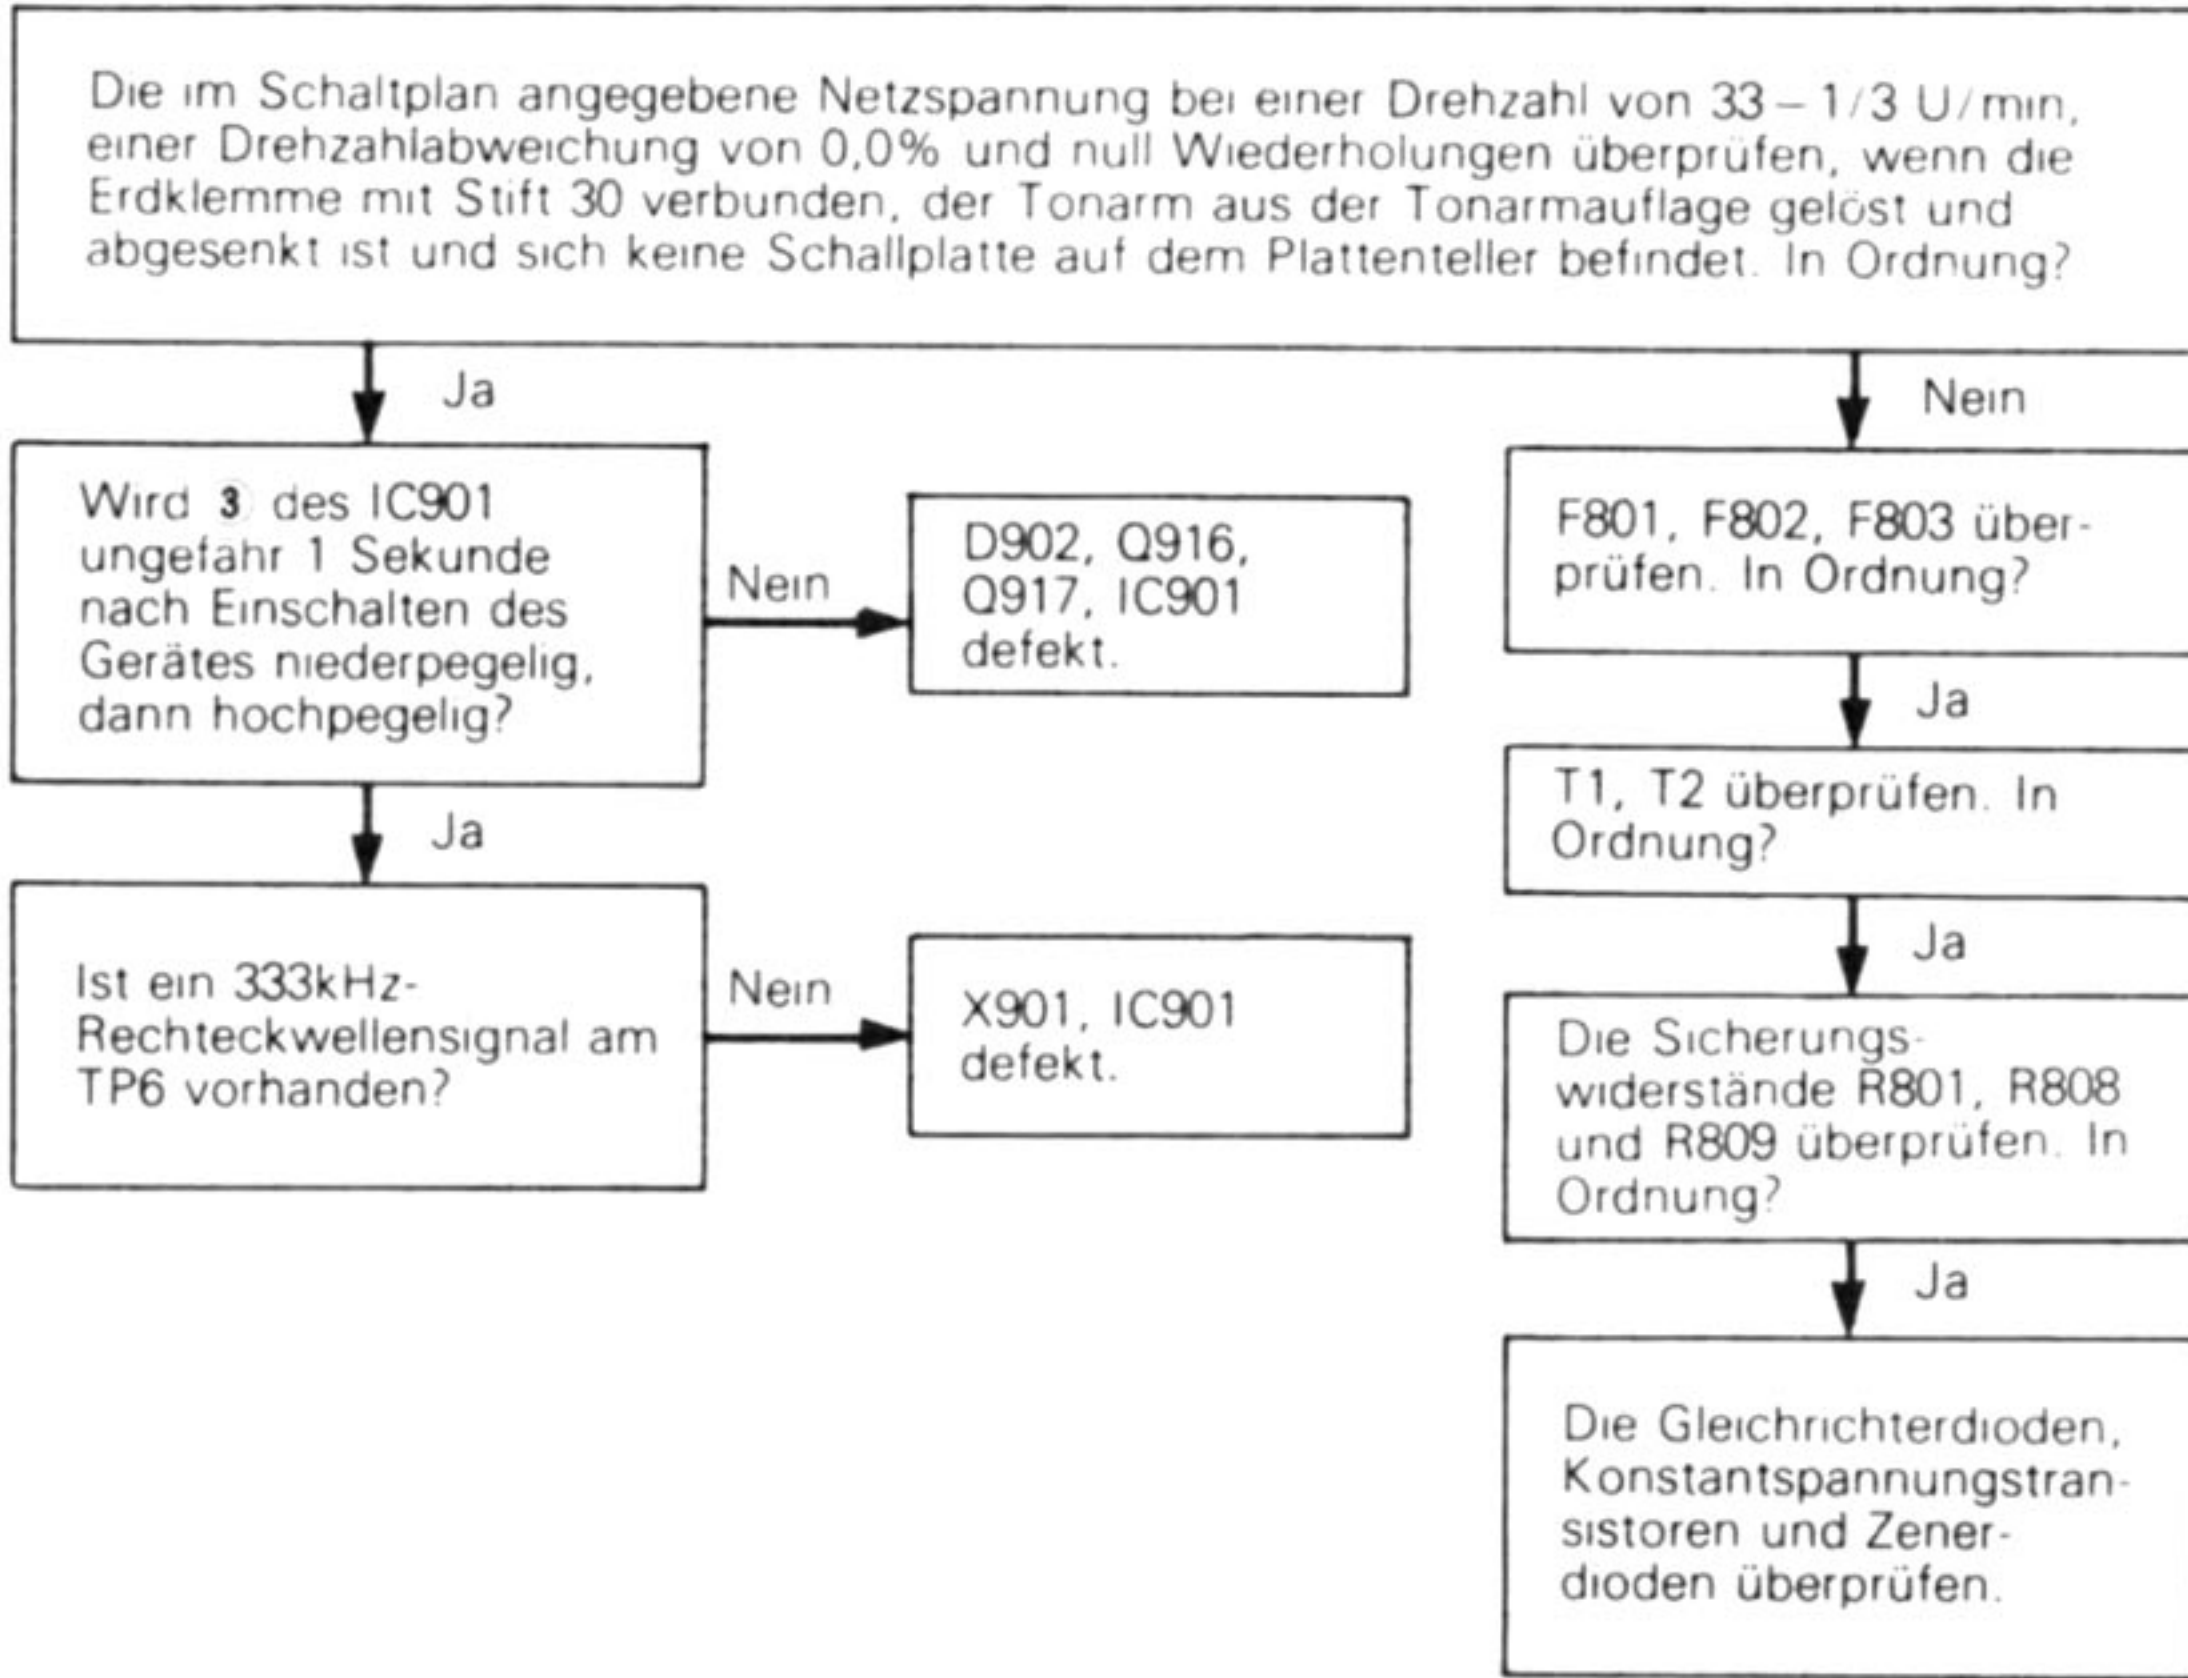 Die im Schaltplan angegebene Netzspannung bei einer Drehzahl von 33 – 1/3 U/min,
einer Drehzahlabweichung von 0,0% und null Wiederholungen überprüfen, wenn die
Erdklemme mit Stift 30 verbunden, der Tonarm aus der Tonarmauflage gelöst und
abgesenkt ist und sich keine Schallplatte auf dem Plattenteller befindet. In Ordnung?
Ja
Nein
Wird 3 des IC901
ungefähr 1 Sekunde
nach Einschalten des
Gerätes niederpegelig,
dann hochpegelig?
Nein
D902, Q916,
Q917, IC901
defekt.
F801, F802, F803 über-
prüfen. In Ordnung?
Ja
T1, T2 überprüfen. In
Ordnung?
Ja
Ja
Ist ein 333kHz-
Rechteckwellensignal am
TP6 vorhanden?
Nein
X901, IC901
defekt.
Die Sicherungs-
widerstände R801, R808
und R809 überprüfen. In
Ordnung?
Ja
Die Gleichrichterdioden,
Konstantspannungstran-
sistoren und Zener-
dioden überprüfen.